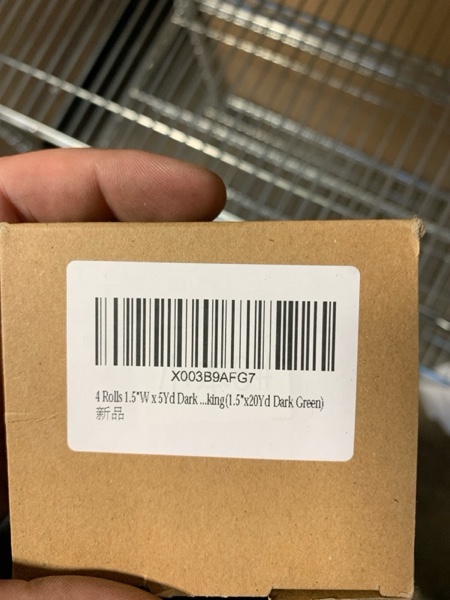 X003B9AFG7
4 Rolls 1.5"W x 5Yd Dark ...king(1.5"x20Yd Dark Green)
新品